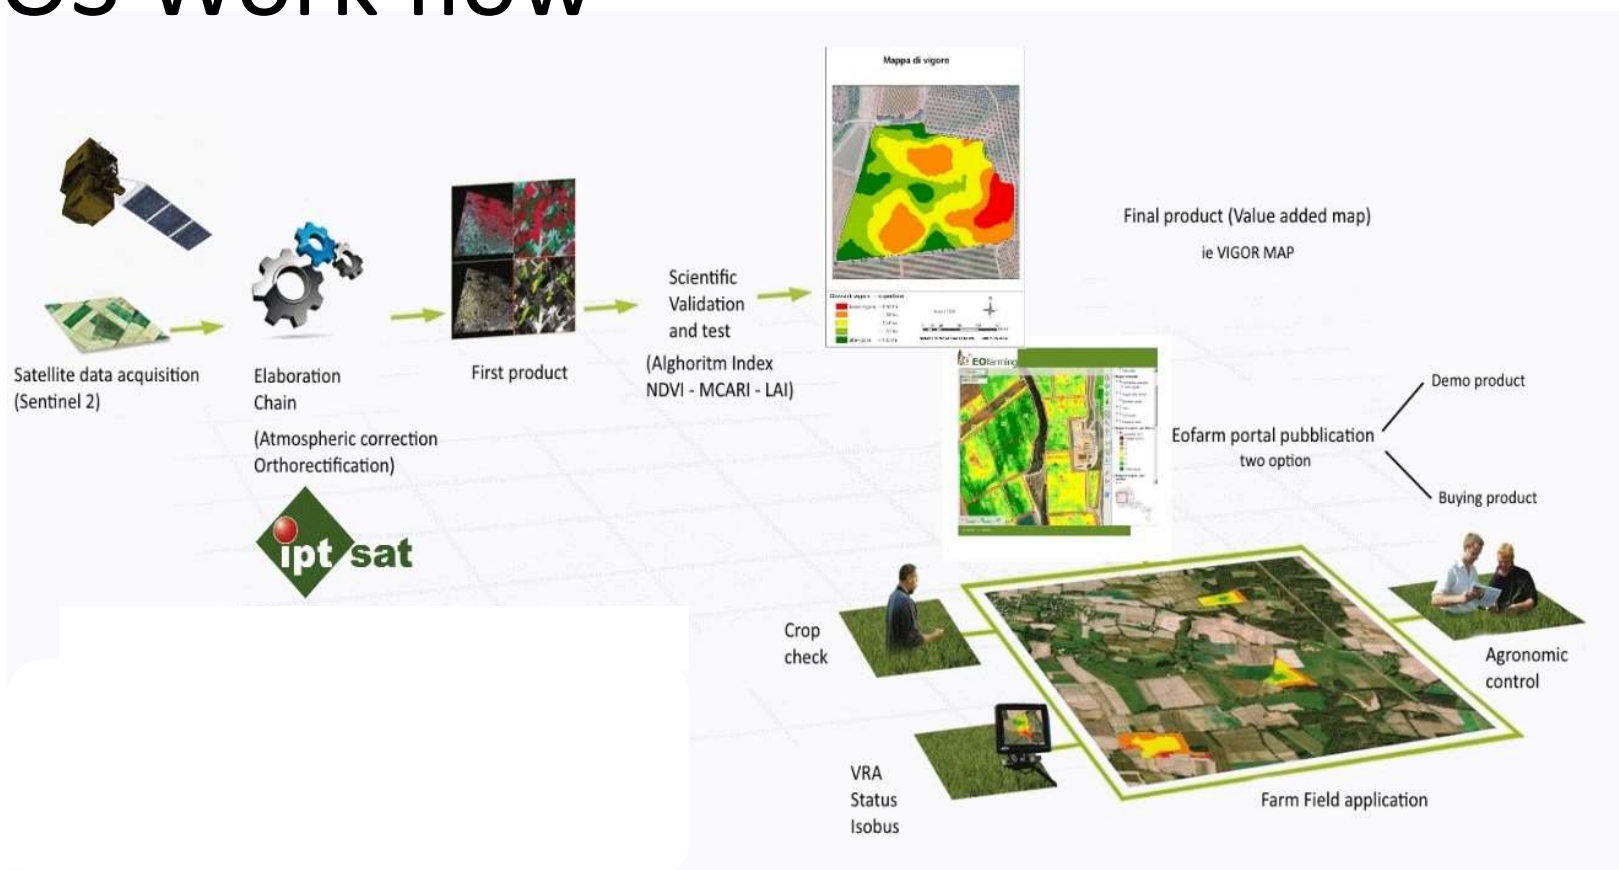 Work flow
Mappa di vigore
Final product (Value added map)
ie VIGOR MAP
Satellite data acquisition
(Sentinel 2)
Elaboration
Chain
(Atmospheric correction
Orthorectification)
ipt sat
First product
Scientific
Validation
and test
(Alghoritm Index
NDVI - MCARI - LAI)
EOfarming
Eofarm portal pubblication
two option
Demo product
Buying product
Crop
check
Agronomic
control
VRA
Status
Isobus
Farm Field application